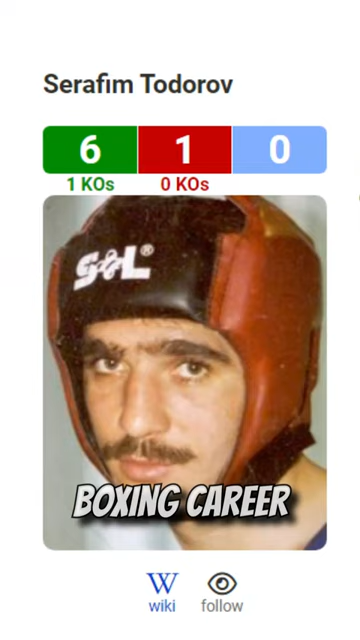 Serafim Todorov
6 1 0
1 KOs 0 KOs
S&L®
BOXING CAREER
W
wiki follow